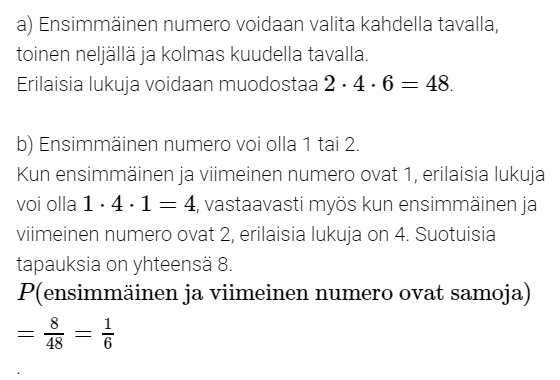 a) Ensimmäinen numero voidaan valita kahdella tavalla,
toinen neljällä ja kolmas kuudella tavalla.
Erilaisia lukuja voidaan muodostaa 2 · 4 · 6 = 48.
b) Ensimmäinen numero voi olla 1 tai 2.
Kun ensimmäinen ja viimeinen numero ovat 1, erilaisia lukuja
voi olla 1 · 4 · 1 = 4, vastaavasti myös kun ensimmäinen ja
viimeinen numero ovat 2, erilaisia lukuja on 4. Suotuisia
tapauksia on yhteensä 8.
P(ensimmäinen ja viimeinen numero ovat samoja)
= 8/48 = 1/6
.